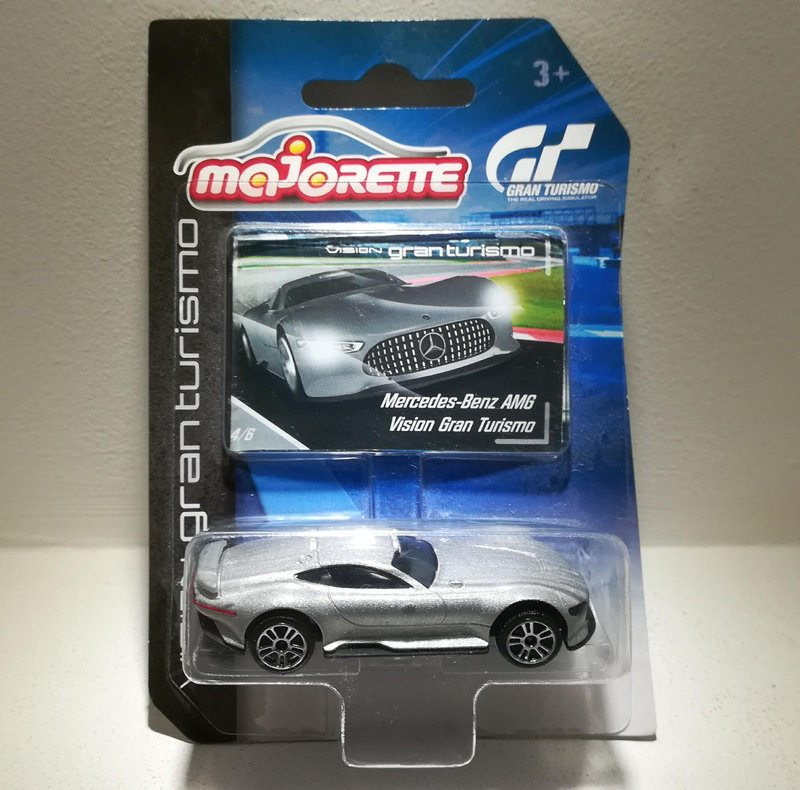 3+
majORETTE
GT
GRAN TURISMO
THE REAL DRIVING SIMULATOR
VISION gran turismo
Mercedes-Benz AMG
Vision Gran Turismo
4/6
gran turismo